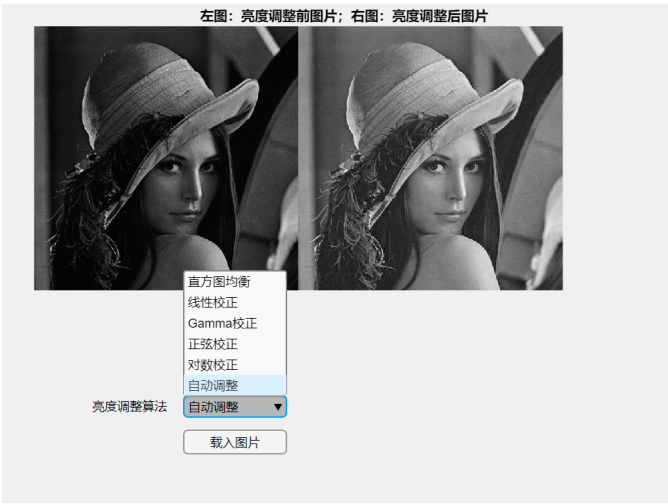 左图：亮度调整前图片；右图：亮度调整后图片
直方图均衡
线性校正
Gamma校正
正弦校正
对数校正
自动调整
亮度调整算法 自动调整
载入图片